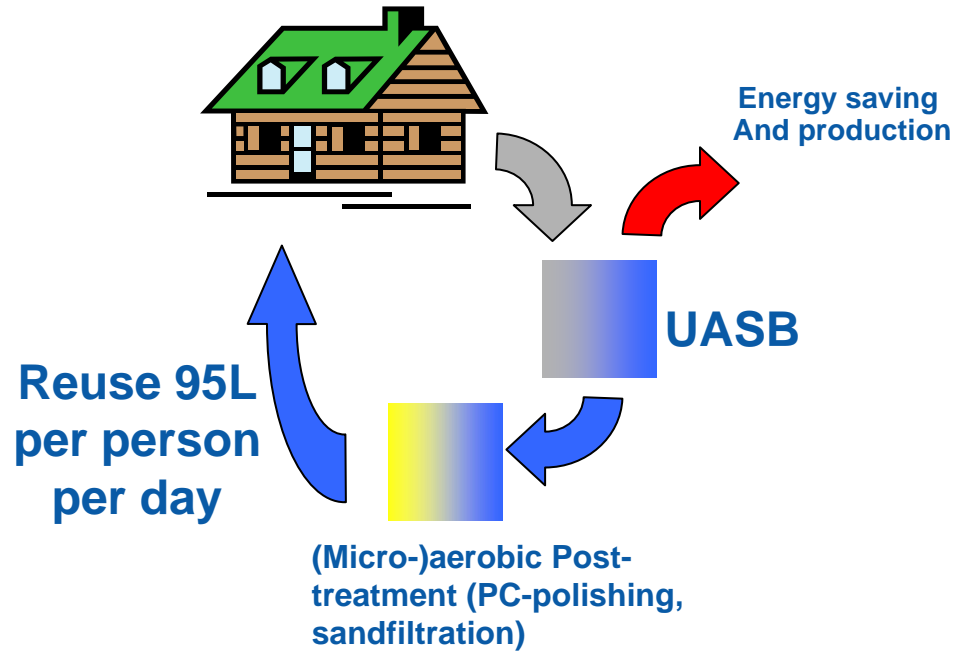 Energy saving
And production
UASB
Reuse 95L
per person
per day
(Micro-)aerobic Post-
treatment (PC-polishing,
sandfiltration)